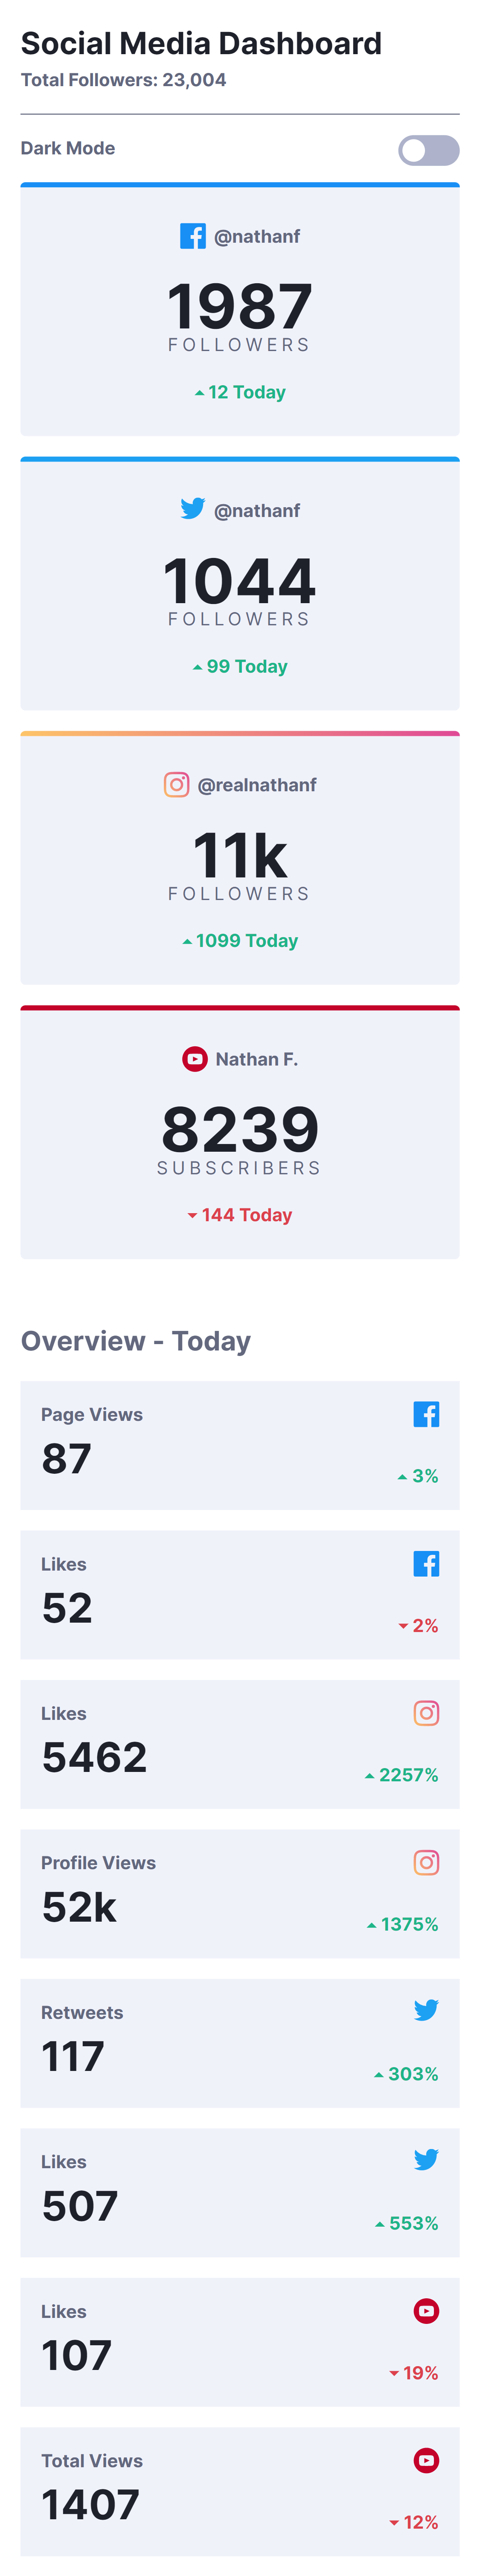 Social Media Dashboard
Total Followers: 23,004
Dark Mode
@nathanf
1987
FOLLOWERS
12 Today
@nathanf
1044
FOLLOWERS
99 Today
@realnathanf
11k
FOLLOWERS
1099 Today
Nathan F.
8239
SUBSCRIBERS
144 Today
Overview - Today
Page Views
87
3%
Likes
52
2%
Likes
5462
2257%
Profile Views
52k
1375%
Retweets
117
303%
Likes
507
553%
Likes
107
19%
Total Views
1407
12%